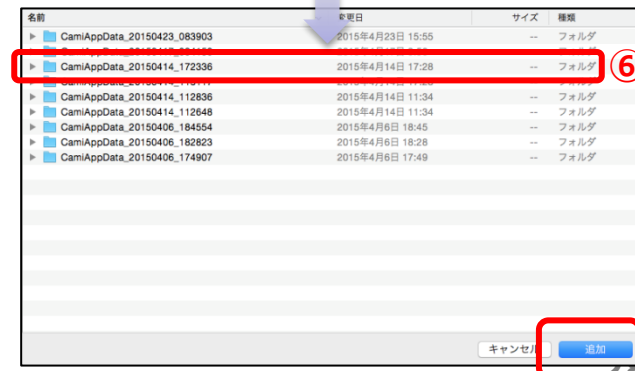 名前 変更日 サイズ 種類
CamiAppData_20150423_083903 2015年4月23日 15:55 -- フォルダ
CamiAppData_20150414_172336 2015年4月14日 17:28 -- フォルダ
⑥
CamiAppData_20150414_112836 2015年4月14日 11:34 -- フォルダ
CamiAppData_20150414_112648 2015年4月14日 11:34 -- フォルダ
CamiAppData_20150406_184554 2015年4月6日 18:45 -- フォルダ
CamiAppData_20150406_182823 2015年4月6日 18:28 -- フォルダ
CamiAppData_20150406_174907 2015年4月6日 17:49 -- フォルダ
キャンセル 追加